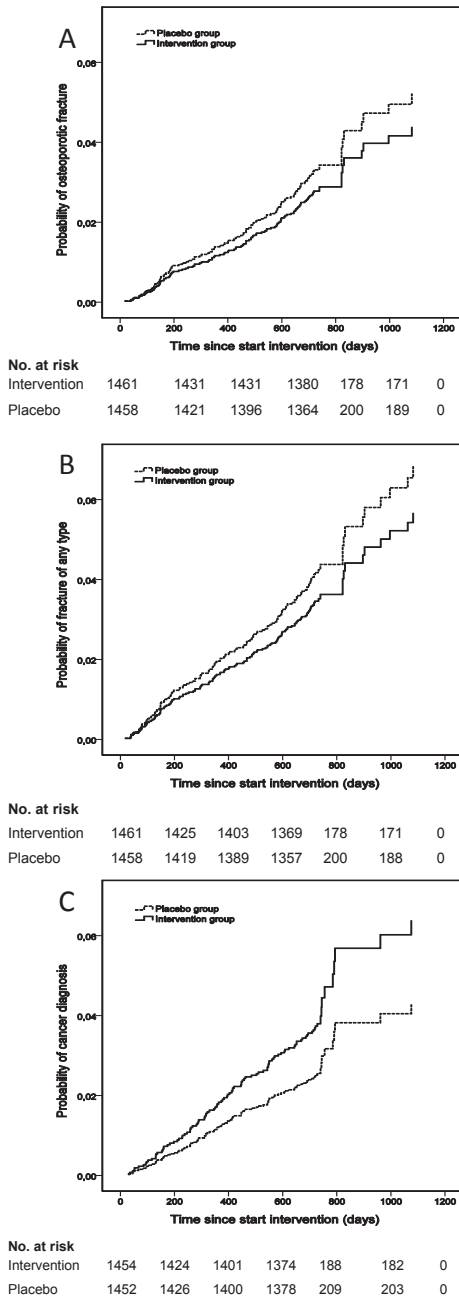 A
Placebo group
Intervention group
0,06
0,04
0,02
0,00
Probability of osteoporotic fracture
0 200 400 600 800 1000 1200
Time since start intervention (days)
No. at risk
Intervention 1461 1431 1431 1380 178 171 0
Placebo 1458 1421 1396 1364 200 189 0
B
Placebo group
Intervention group
0,06
0,04
0,02
0,00
Probability of fracture of any type
0 200 400 600 800 1000 1200
Time since start intervention (days)
No. at risk
Intervention 1461 1425 1403 1369 178 171 0
Placebo 1458 1419 1389 1357 200 188 0
C
Placebo group
Intervention group
0,06
0,04
0,02
0,00
Probability of cancer diagnosis
0 200 400 600 800 1000 1200
Time since start intervention (days)
No. at risk
Intervention 1454 1424 1401 1374 188 182 0
Placebo 1452 1426 1400 1378 209 203 0